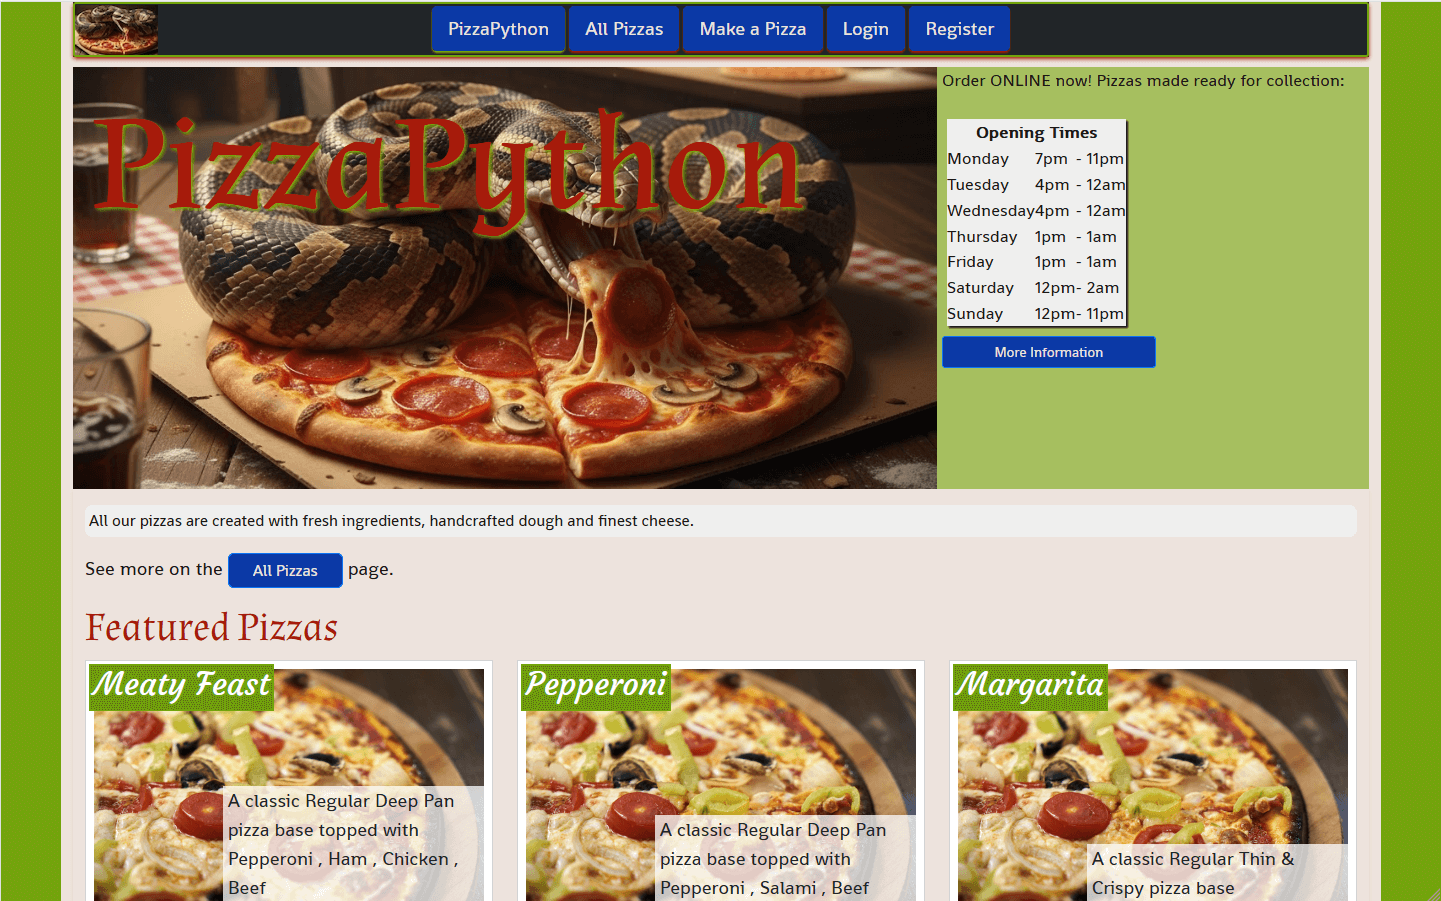 PizzaPython All Pizzas Make a Pizza Login Register
PizzaPython
Order ONLINE now! Pizzas made ready for collection:
Opening Times
Monday 7pm - 11pm
Tuesday 4pm - 12am
Wednesday 4pm - 12am
Thursday 1pm - 1am
Friday 1pm - 1am
Saturday 12pm - 2am
Sunday 12pm - 11pm
More Information
All our pizzas are created with fresh ingredients, handcrafted dough and finest cheese.
See more on the All Pizzas page.
Featured Pizzas
Meaty Feast
A classic Regular Deep Pan
pizza base topped with
Pepperoni , Ham , Chicken ,
Beef
Pepperoni
A classic Regular Deep Pan
pizza base topped with
Pepperoni , Salami , Beef
Margarita
A classic Regular Thin &
Crispy pizza base